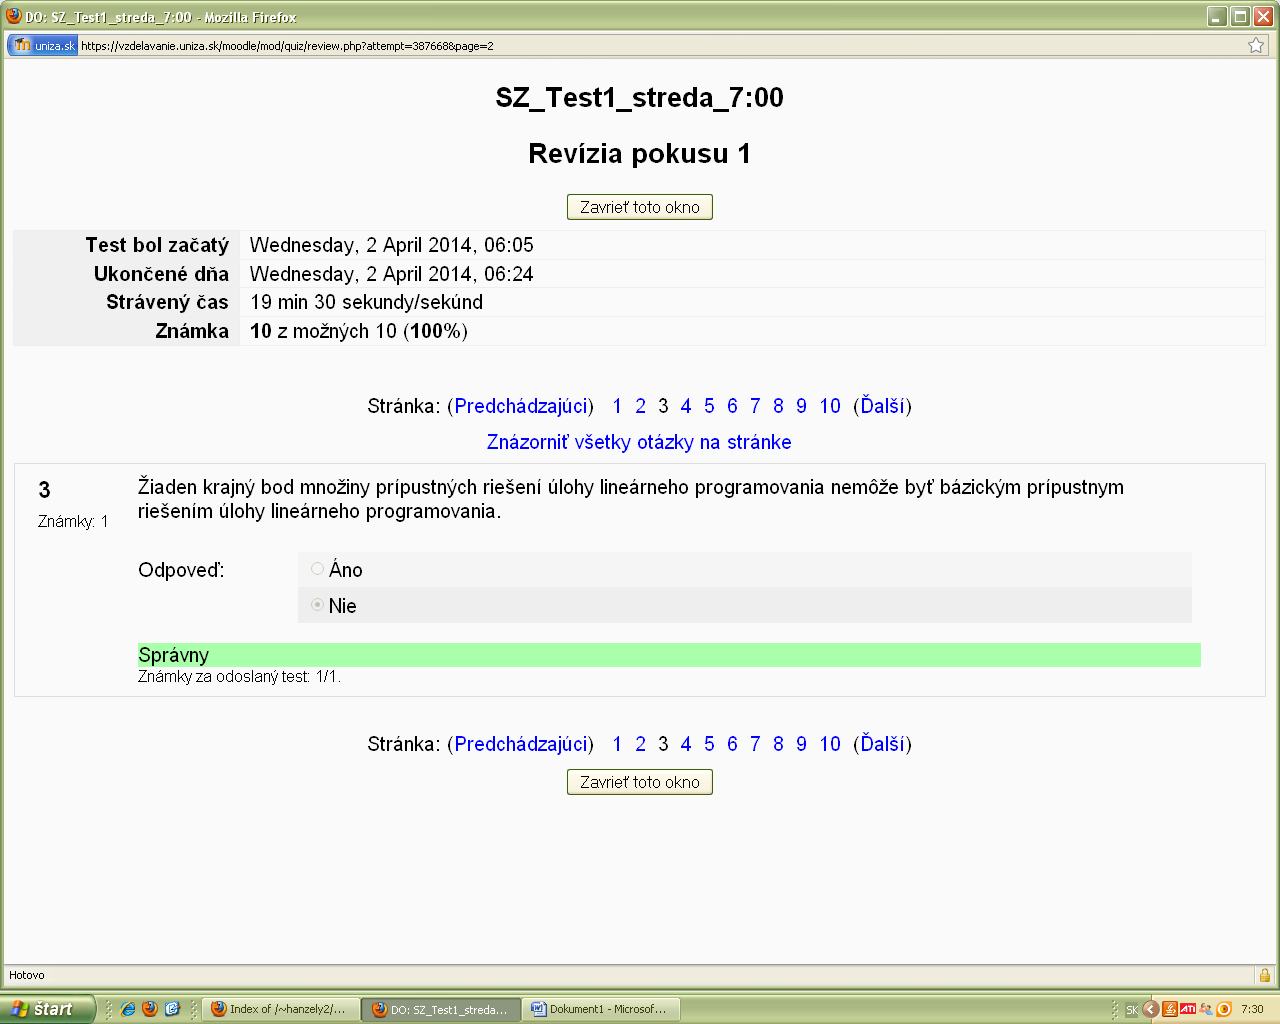 DO: SZ_Test1_streda_7:00 - Mozilla Firefox
uniza.sk https://vzdelavanie.uniza.sk/moodle/mod/quiz/review.php?attempt=387668&page=2
SZ_Test1_streda_7:00
Revízia pokusu 1
Zavrieť toto okno
Test bol začatý Wednesday, 2 April 2014, 06:05
Ukončené dňa Wednesday, 2 April 2014, 06:24
Strávený čas 19 min 30 sekundy/sekúnd
Známka 10 z možných 10 (100%)
Stránka: (Predchádzajúci) 1 2 3 4 5 6 7 8 9 10 (Ďalší)
Znázorniť všetky otázky na stránke
3 Žiaden krajný bod množiny prípustných riešení úlohy lineárneho programovania nemôže byť bázickým prípustnym
Známky: 1 riešením úlohy lineárneho programovania.
Odpoveď: Áno
Nie
Správny
Známky za odoslaný test: 1/1.
Stránka: (Predchádzajúci) 1 2 3 4 5 6 7 8 9 10 (Ďalší)
Zavrieť toto okno
Hotovo
štart Index of /~hanzely2/... DO: SZ_Test1_streda... Dokument1 - Microsof... SK ATI 7:30